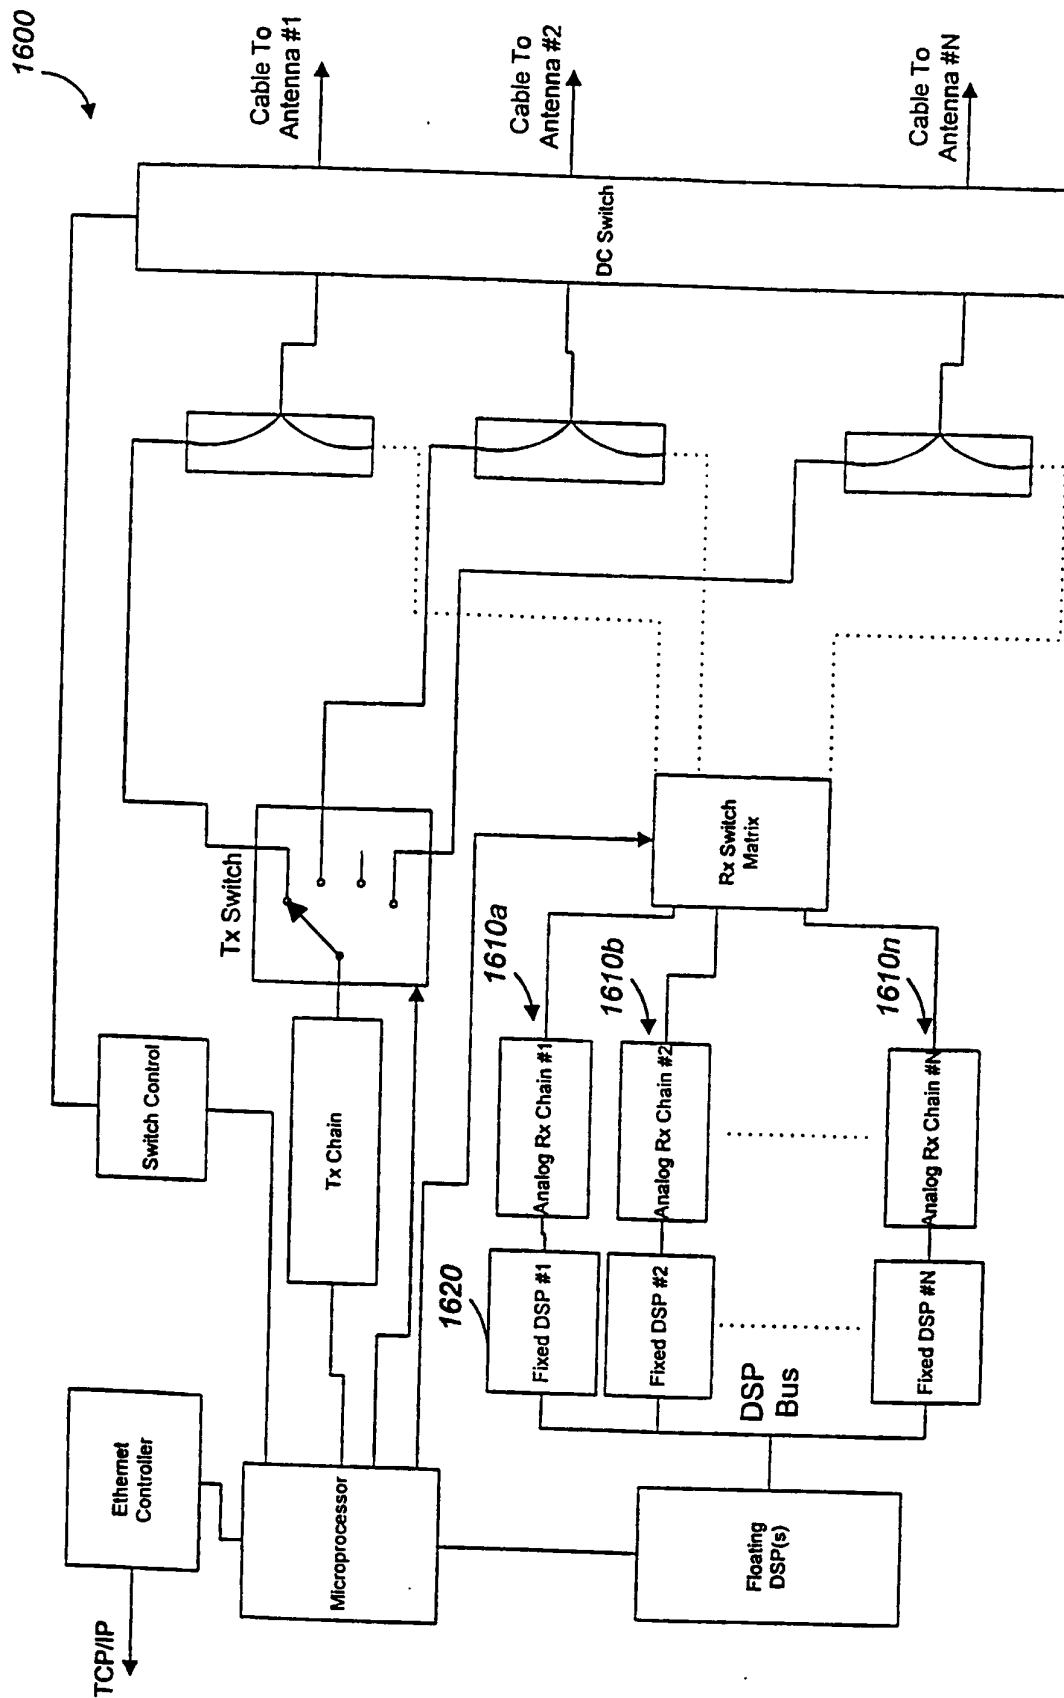 1600
Cable To
Antenna #1
Cable To
Antenna #2
Cable To
Antenna #N
DC Switch
Tx Switch
Rx Switch
Matrix
Switch Control
Tx Chain
1610a
1610b
1610n
Analog Rx Chain #1
Analog Rx Chain #2
Analog Rx Chain #N
1620
Fixed DSP #1
Fixed DSP #2
Fixed DSP #N
DSP
Bus
Ethernet
Controller
Microprocessor
Floating
DSP(s)
TCP/IP